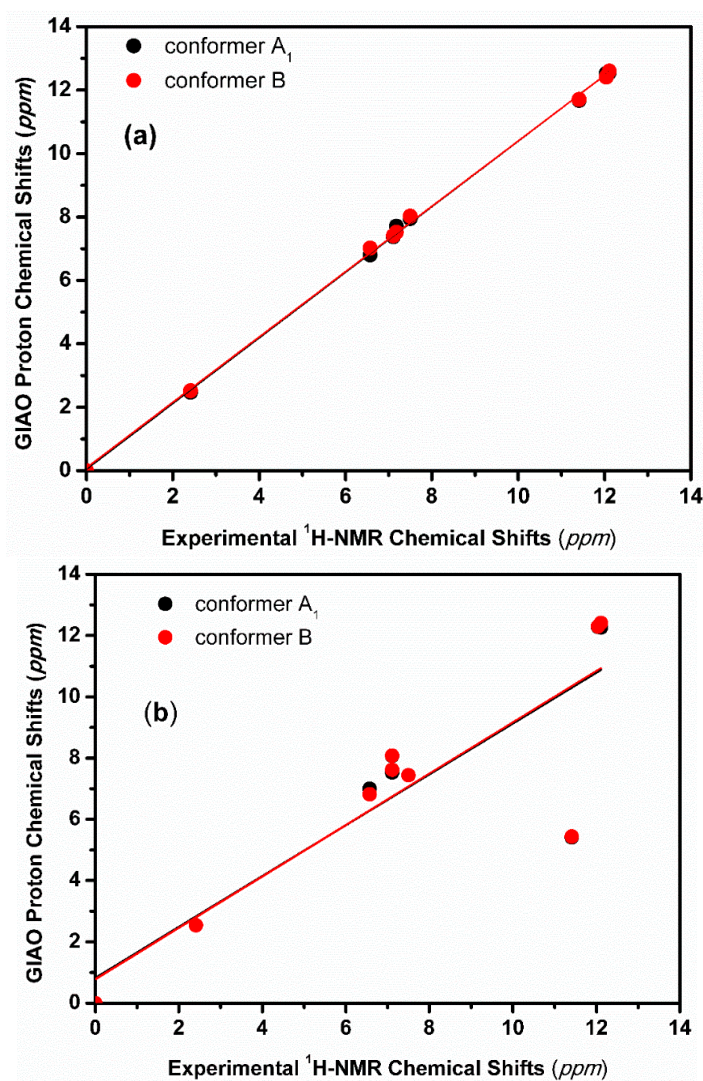 conformer A₁
conformer B
(a)
GIAO Proton Chemical Shifts (ppm)
14
12
10
8
6
4
2
0
0 2 4 6 8 10 12 14
Experimental ¹H-NMR Chemical Shifts (ppm)
conformer A₁
conformer B
(b)
GIAO Proton Chemical Shifts (ppm)
14
12
10
8
6
4
2
0
0 2 4 6 8 10 12 14
Experimental ¹H-NMR Chemical Shifts (ppm)